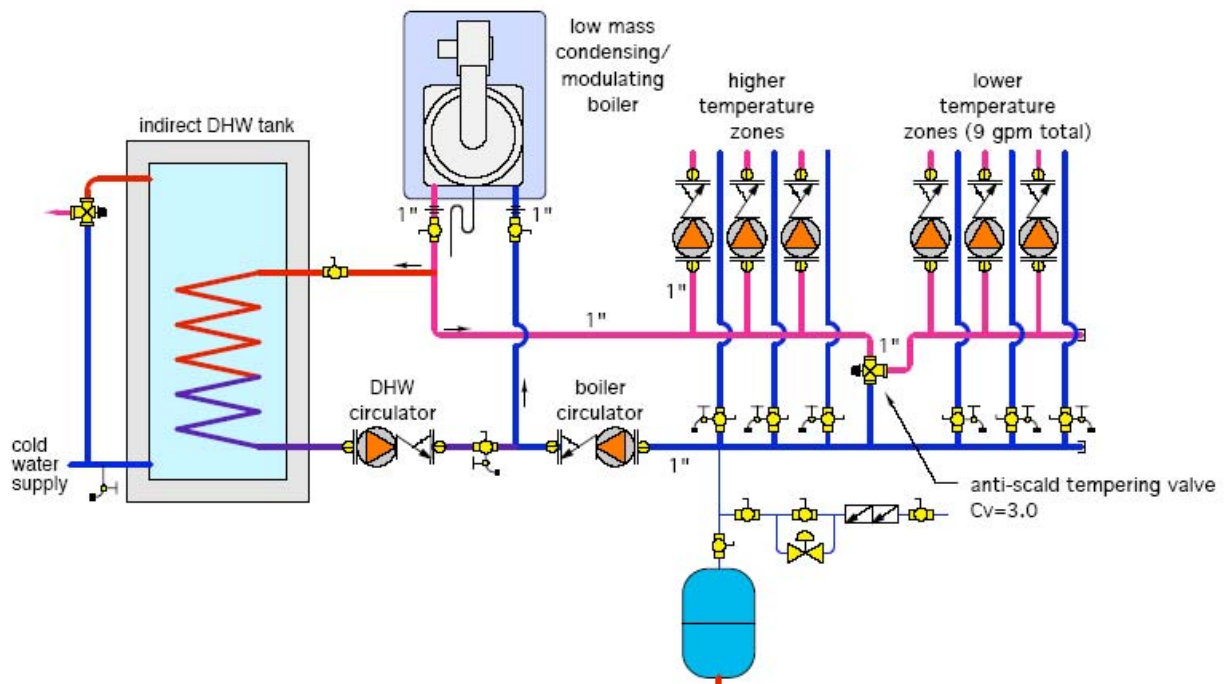 low mass
condensing/
modulating
boiler
higher
temperature
zones
lower
temperature
zones (9 gpm total)
indirect DHW tank
1"
1"
1"
1"
1"
DHW
circulator
boiler
circulator
cold
water
supply
1"
anti-scald tempering valve
Cv=3.0